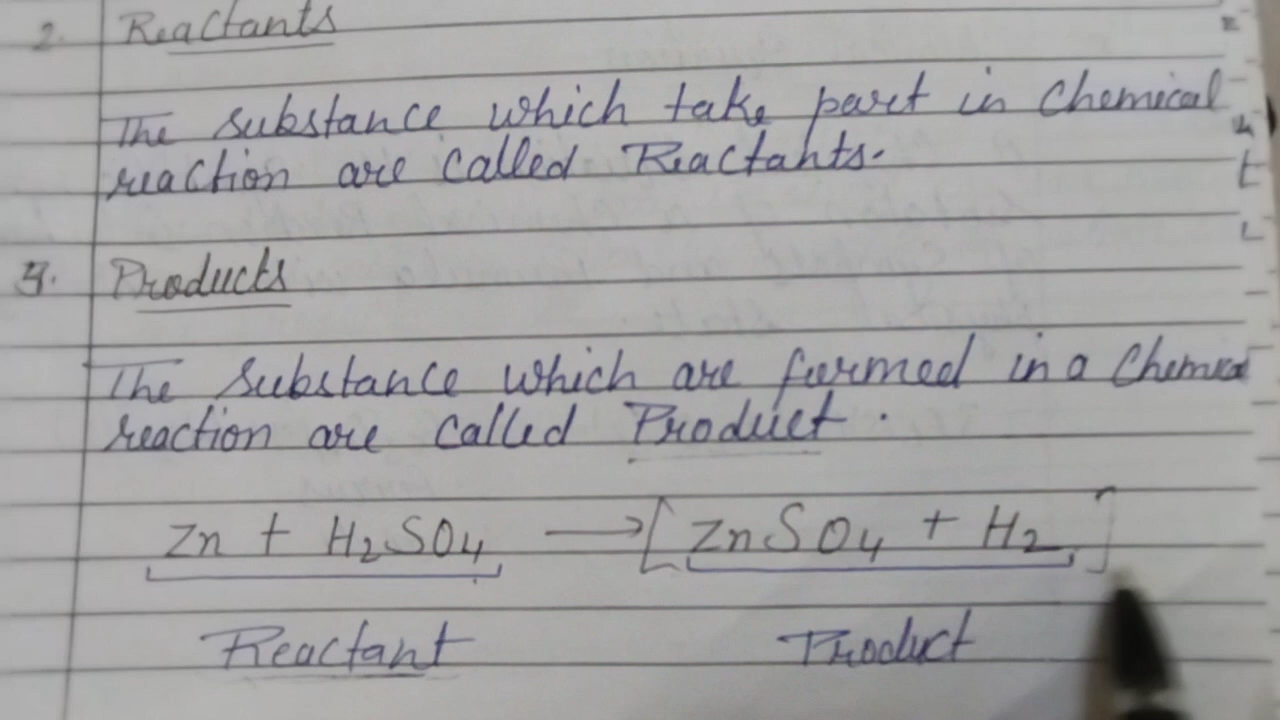 2. Reactants
The substance which take part in Chemical
reaction are called Reactants.
3. Products
The substance which are formed in a Chemical
reaction are called Product.
Zn + H₂SO₄ ⟶ [ZnSO₄ + H₂]
Reactant Product